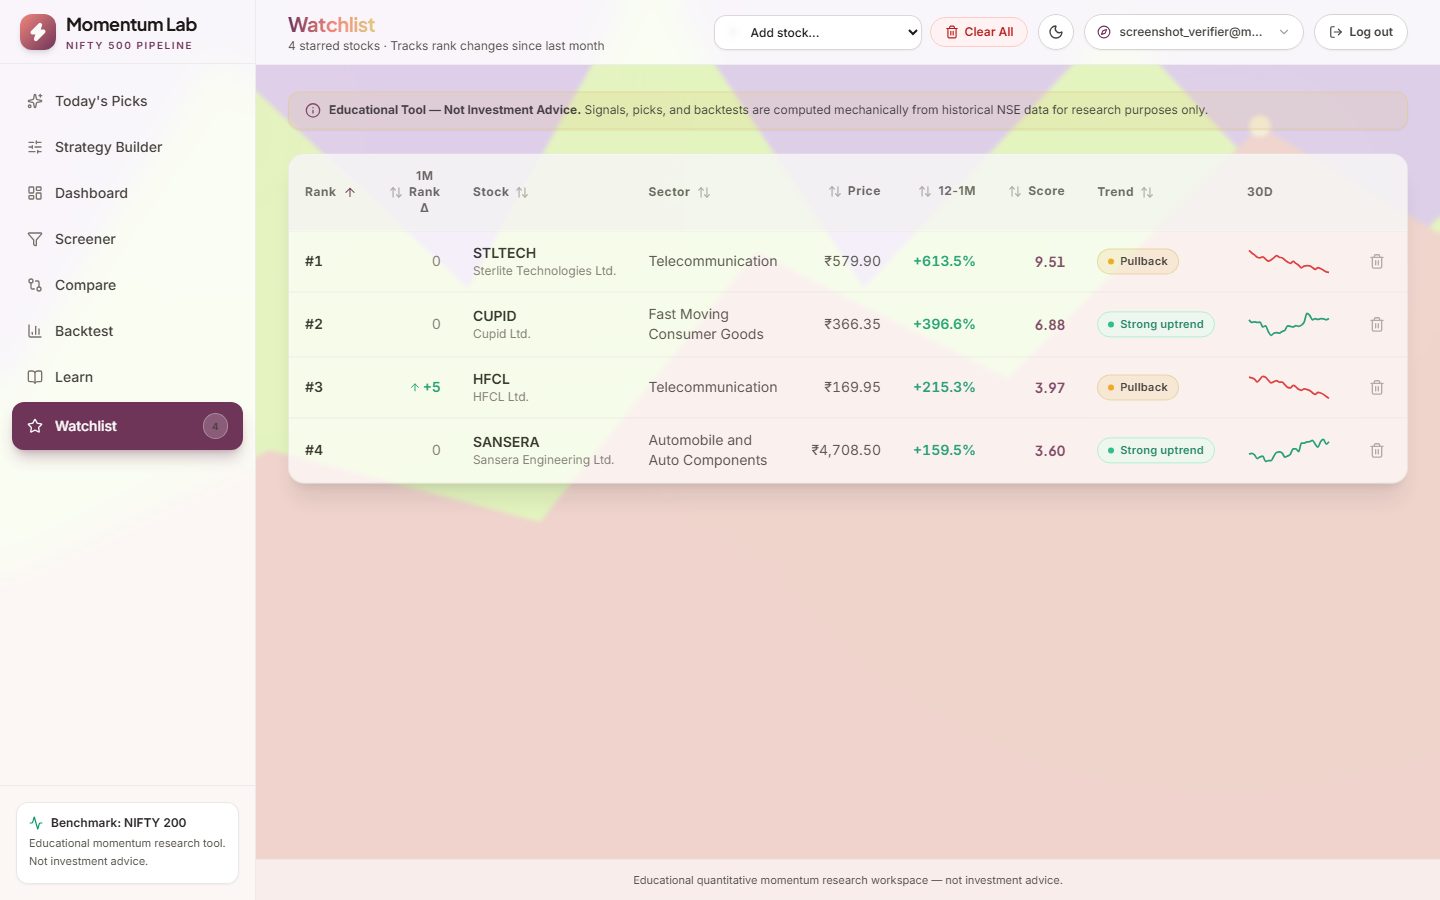 Momentum Lab
NIFTY 500 PIPELINE
Today's Picks
Strategy Builder
Dashboard
Screener
Compare
Backtest
Learn
Watchlist 4
Benchmark: NIFTY 200
Educational momentum research tool.
Not investment advice.
Watchlist
4 starred stocks · Tracks rank changes since last month
Add stock...
Clear All
screenshot_verifier@m...
Log out
Educational Tool — Not Investment Advice. Signals, picks, and backtests are computed mechanically from historical NSE data for research purposes only.
Rank ↑ 1M Rank Δ Stock Sector Price 12-1M Score Trend 30D
#1 0 STLTECH Telecommunication ₹579.90 +613.5% 9.51 Pullback
Sterlite Technologies Ltd.
#2 0 CUPID Fast Moving Consumer Goods ₹366.35 +396.6% 6.88 Strong uptrend
Cupid Ltd.
#3 ↑ +5 HFCL Telecommunication ₹169.95 +215.3% 3.97 Pullback
HFCL Ltd.
#4 0 SANSERA Automobile and Auto Components ₹4,708.50 +159.5% 3.60 Strong uptrend
Sansera Engineering Ltd.
Educational quantitative momentum research workspace — not investment advice.